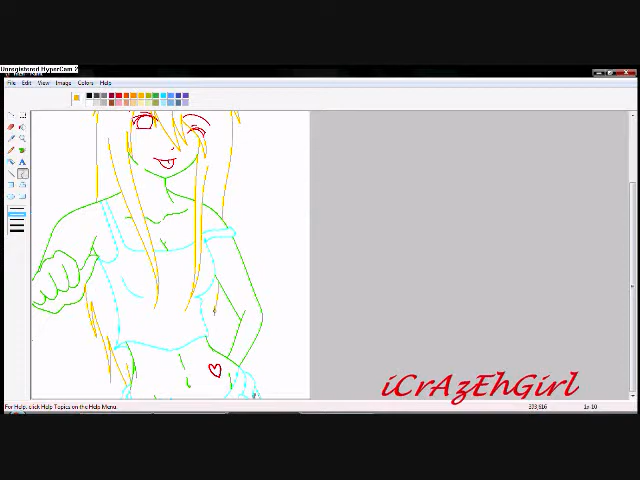 Unregistered HyperCam 2
File Edit View Image Colors Help
iCrAzEhGirl
For Help, click Help Topics on the Help Menu.